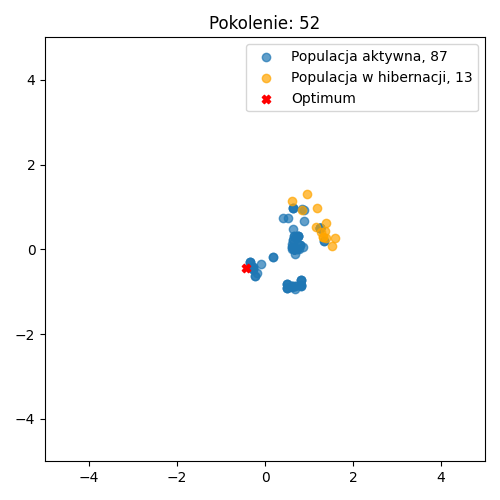 Pokolenie: 52
Populacja aktywna, 87
Populacja w hibernacji, 13
Optimum
4
2
0
−2
−4
−4
−2
0
2
4